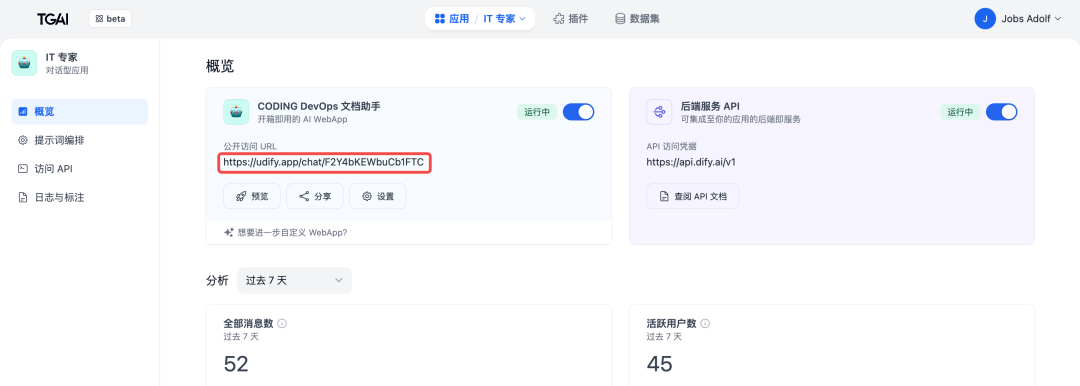 TGAI
beta
应用 / IT 专家
插件
数据集
J
Jobs Adolf
IT 专家
对话型应用
概览
提示词编排
访问 API
日志与标注
概览
CODING DevOps 文档助手
开箱即用的 AI WebApp
运行中
公开访问 URL
https://udify.app/chat/F2Y4bKEWbuCb1FTC
预览
分享
设置
想要进一步自定义 WebApp?
后端服务 API
可集成至你的应用的后端即服务
运行中
API 访问凭据
https://api.dify.ai/v1
查阅 API 文档
分析
过去 7 天
全部消息数
过去 7 天
52
活跃用户数
过去 7 天
45